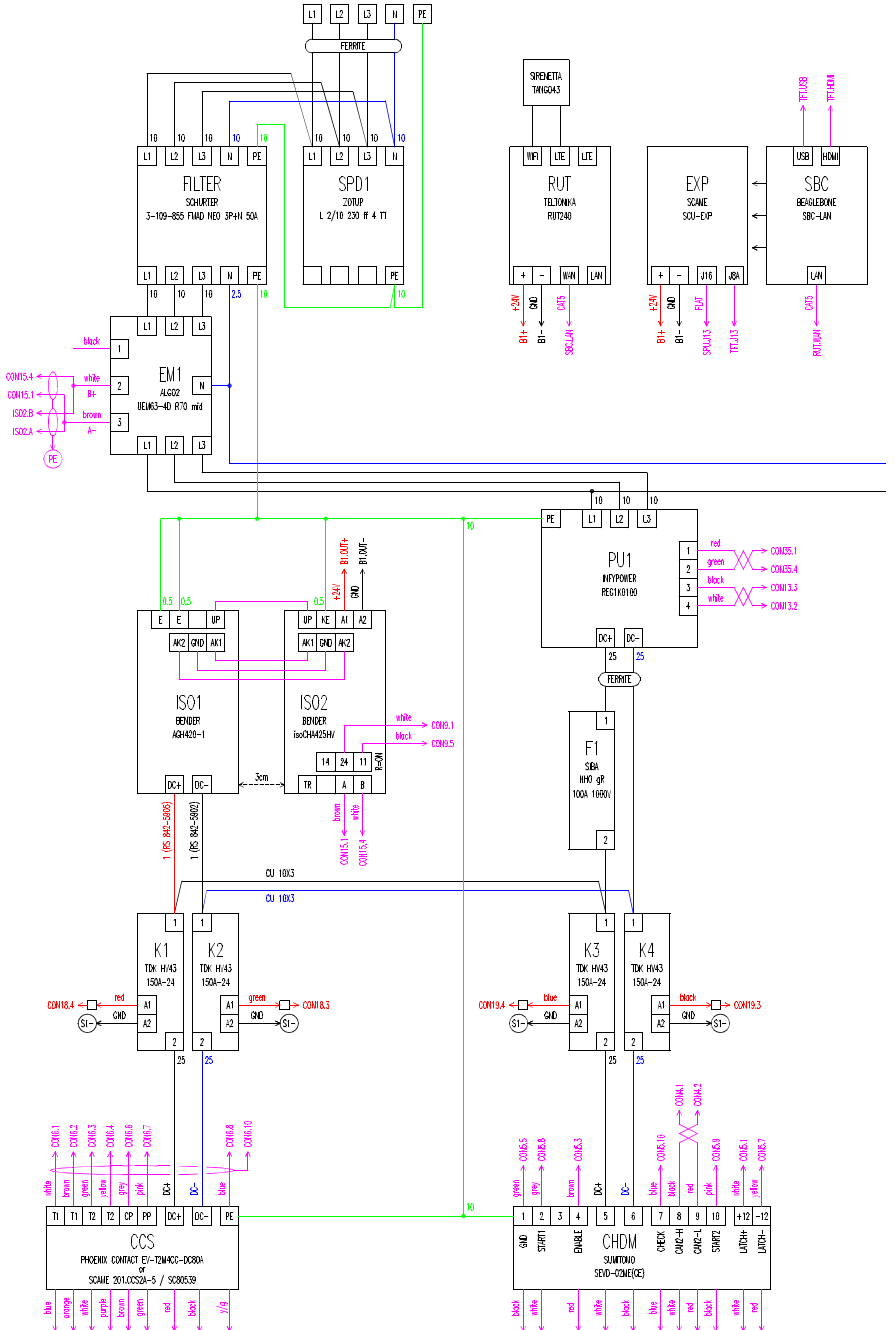 L1 L2 L3 N PE
FERRITE
10 10 10 10 10 10 10 10 10
L1 L2 L3 N PE
FILTER
SCHURTER
3-109-855 FMAD NEO 3P+N 50A
L1 L2 L3 N PE
10 10 10 2.5 10
L1 L2 L3 N
SPD1
ZOTUP
L 2/10 230 ff 4 T1
PE
10
SIRENETTA
TANGO43
WIFI LTE LTE
RUT
TELTONIKA
RUT240
+ - WAN LAN
+24V GND CAT5
B1+ B1- SBC.LAN
EXP
SCAME
SCU-EXP
+ - J16 J8A
+24V GND FLAT
B1+ B1- SPU.J13 TFT.J13
TFT.USB TFT.HDMI
USB HDMI
SBC
BEAGLEBONE
SBC-LAN
LAN
CAT5
RUT.WAN
L1 L2 L3
black 1
CON15.4 white 2
CON15.1 B+
ISO2.B brown 3
ISO2.A A-
PE
EM1
ALGO2
UEM63-4D R70 mid
N
L1 L2 L3
10 10 10
10
PE L1 L2 L3
PU1
INFYPOWER
REG1K0100
1 red CON35.1
2 green CON35.4
3 black CON13.3
4 white CON13.2
DC+ DC-
25 25
FERRITE
0.5 0.5 0.5
+24V B1.OUT+
GND B1.OUT-
E E UP
AK2 GND AK1
ISO1
BENDER
AGH420-1
DC+ DC-
3cm
UP KE A1 A2
AK1 GND AK2
ISO2
BENDER
isoCHA425HV
white CON9.1
black CON9.5
14 24 11
R=ON
TR A B
brown white
CON15.1 CON15.4
1
F1
SIBA
NH0 gR
100A 1000V
2
1 (RS 842-5905) 1 (RS 842-5902)
CU 10X3
CU 10X3
1
K1
TDK HV43
150A-24
CON18.4 red A1
S1- GND A2
2
25
1
K2
TDK HV43
150A-24
A1 green CON18.3
A2 GND S1-
2
25
1
K3
TDK HV43
150A-24
CON19.4 blue A1
S1- GND A2
2
25
1
K4
TDK HV43
150A-24
A1 black CON19.3
A2 GND S1-
2
25
CON6.1 CON6.2 CON6.3 CON6.4 CON6.6 CON6.7 CON6.8 CON6.10
white brown green yellow grey pink DC+ DC- blue
T1 T1 T2 T2 CP PP DC+ DC- PE
10
CCS
PHOENIX CONTACT EV-T2M4CC-DC80A
or
SCAME 201.CCS2A-5 / SC80539
blue orange white purple brown green red black y/g
CON5.5 CON5.8 CON5.3 CON5.10 CON4.1 CON4.2 CON5.9 CON5.1 CON5.7
green grey brown DC+ DC- blue black red pink white yellow
1 2 3 4 5 6 7 8 9 10 +12 -12
GND START1 ENABLE CHECK CAN2-H CAN2-L START2 LATCH+ LATCH-
CHDM
SUMITOMO
SEVD-02ME(CE)
black white red black blue white red black white red